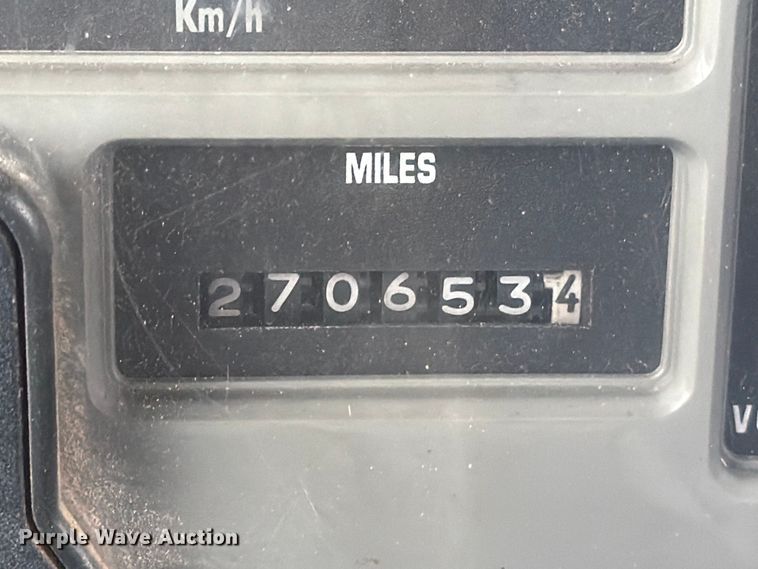 Km/h
MILES
2706534
Purple Wave Auction